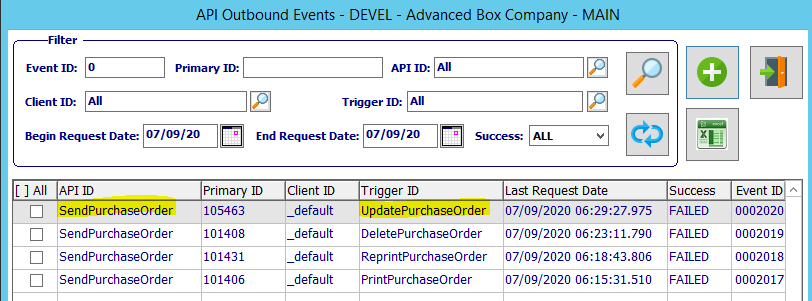 API Outbound Events - DEVEL - Advanced Box Company - MAIN
Filter
Event ID: 0 Primary ID: API ID: All
Client ID: All Trigger ID: All
Begin Request Date: 07/09/20 End Request Date: 07/09/20 Success: ALL
[ ] All API ID Primary ID Client ID Trigger ID Last Request Date Success Event ID
SendPurchaseOrder 105463 _default UpdatePurchaseOrder 07/09/2020 06:29:27.975 FAILED 0002020
SendPurchaseOrder 101408 _default DeletePurchaseOrder 07/09/2020 06:23:11.790 FAILED 0002019
SendPurchaseOrder 101431 _default ReprintPurchaseOrder 07/09/2020 06:18:43.806 FAILED 0002018
SendPurchaseOrder 101406 _default PrintPurchaseOrder 07/09/2020 06:15:31.510 FAILED 0002017